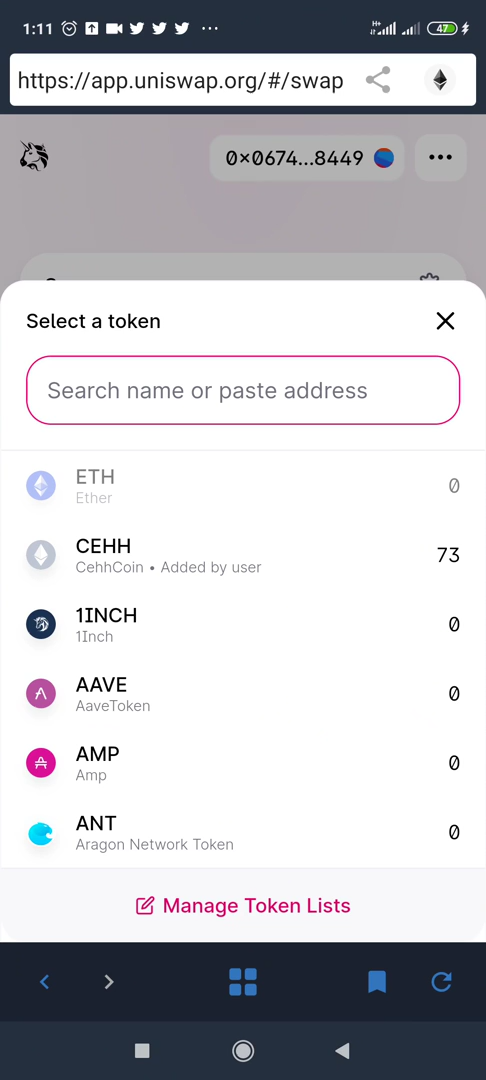 1:11
47
https://app.uniswap.org/#/swap
0x0674...8449
Select a token
Search name or paste address
ETH
Ether
0
CEHH
CehhCoin • Added by user
73
1INCH
1Inch
0
AAVE
AaveToken
0
AMP
Amp
0
ANT
Aragon Network Token
0
Manage Token Lists